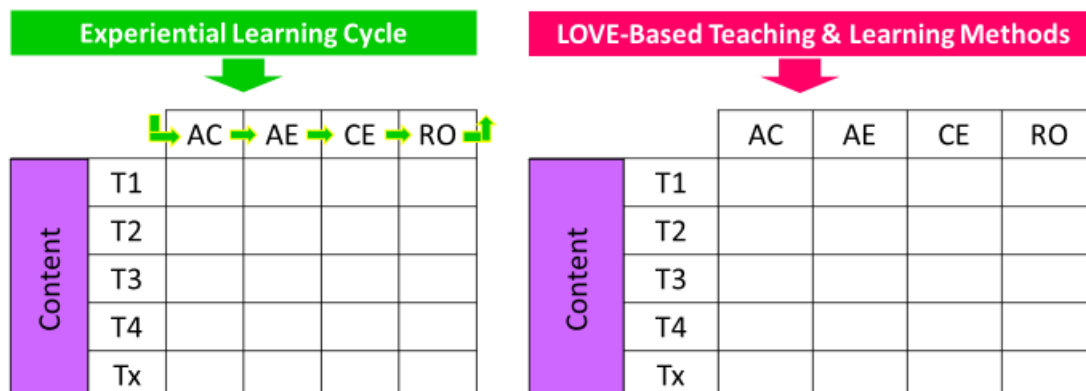 Experiential Learning Cycle
AC AE CE RO
Content
T1
T2
T3
T4
Tx
LOVE-Based Teaching & Learning Methods
AC AE CE RO
Content
T1
T2
T3
T4
Tx